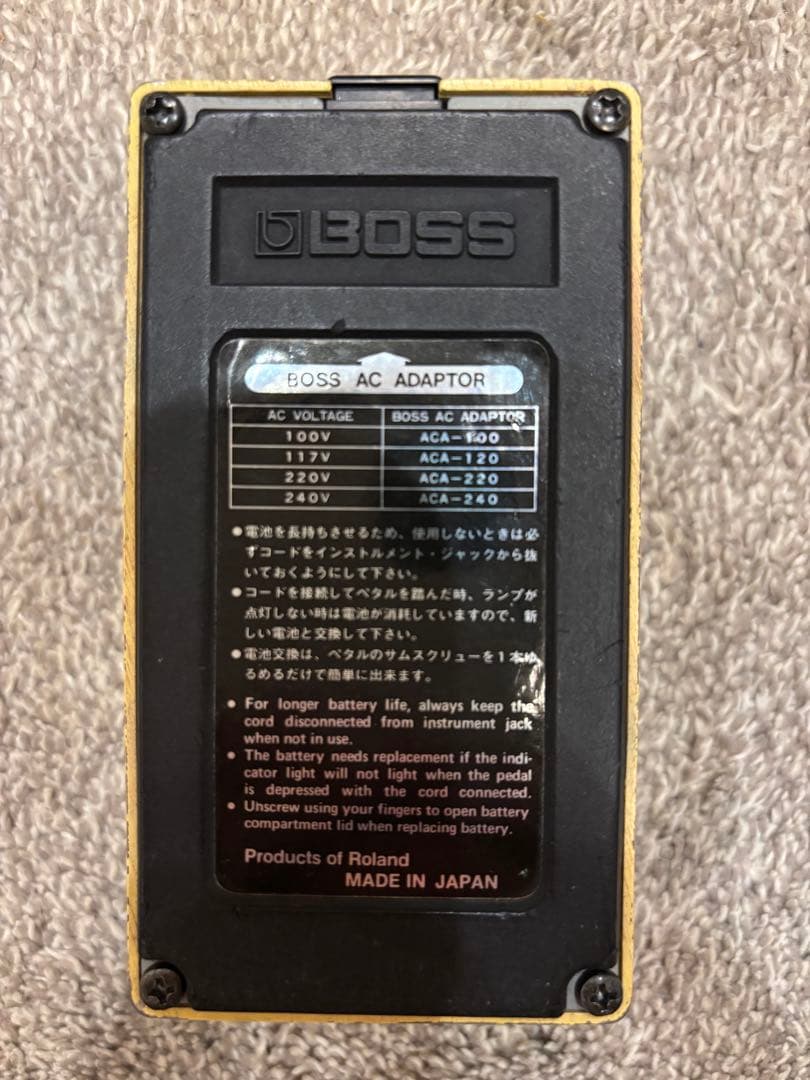 BOSS
BOSS AC ADAPTOR
AC VOLTAGE BOSS AC ADAPTOR
100V ACA-100
117V ACA-120
220V ACA-220
240V ACA-240
●電池を長持ちさせるため、使用しないときは必
ずコードをインストルメント・ジャックから抜
いておくようにして下さい。
●コードを接続してペタルを踏んだ時、ランプが
点灯しない時は電池が消耗していますので、新
しい電池と交換して下さい。
●電池交換は、ペタルのサムスクリューを1本ゆ
るめるだけで簡単に出来ます。
● For longer battery life, always keep the
cord disconnected from instrument jack
when not in use.
● The battery needs replacement if the indi-
cator light will not light when the pedal
is depressed with the cord connected.
● Unscrew using your fingers to open battery
compartment lid when replacing battery.
Products of Roland
MADE IN JAPAN